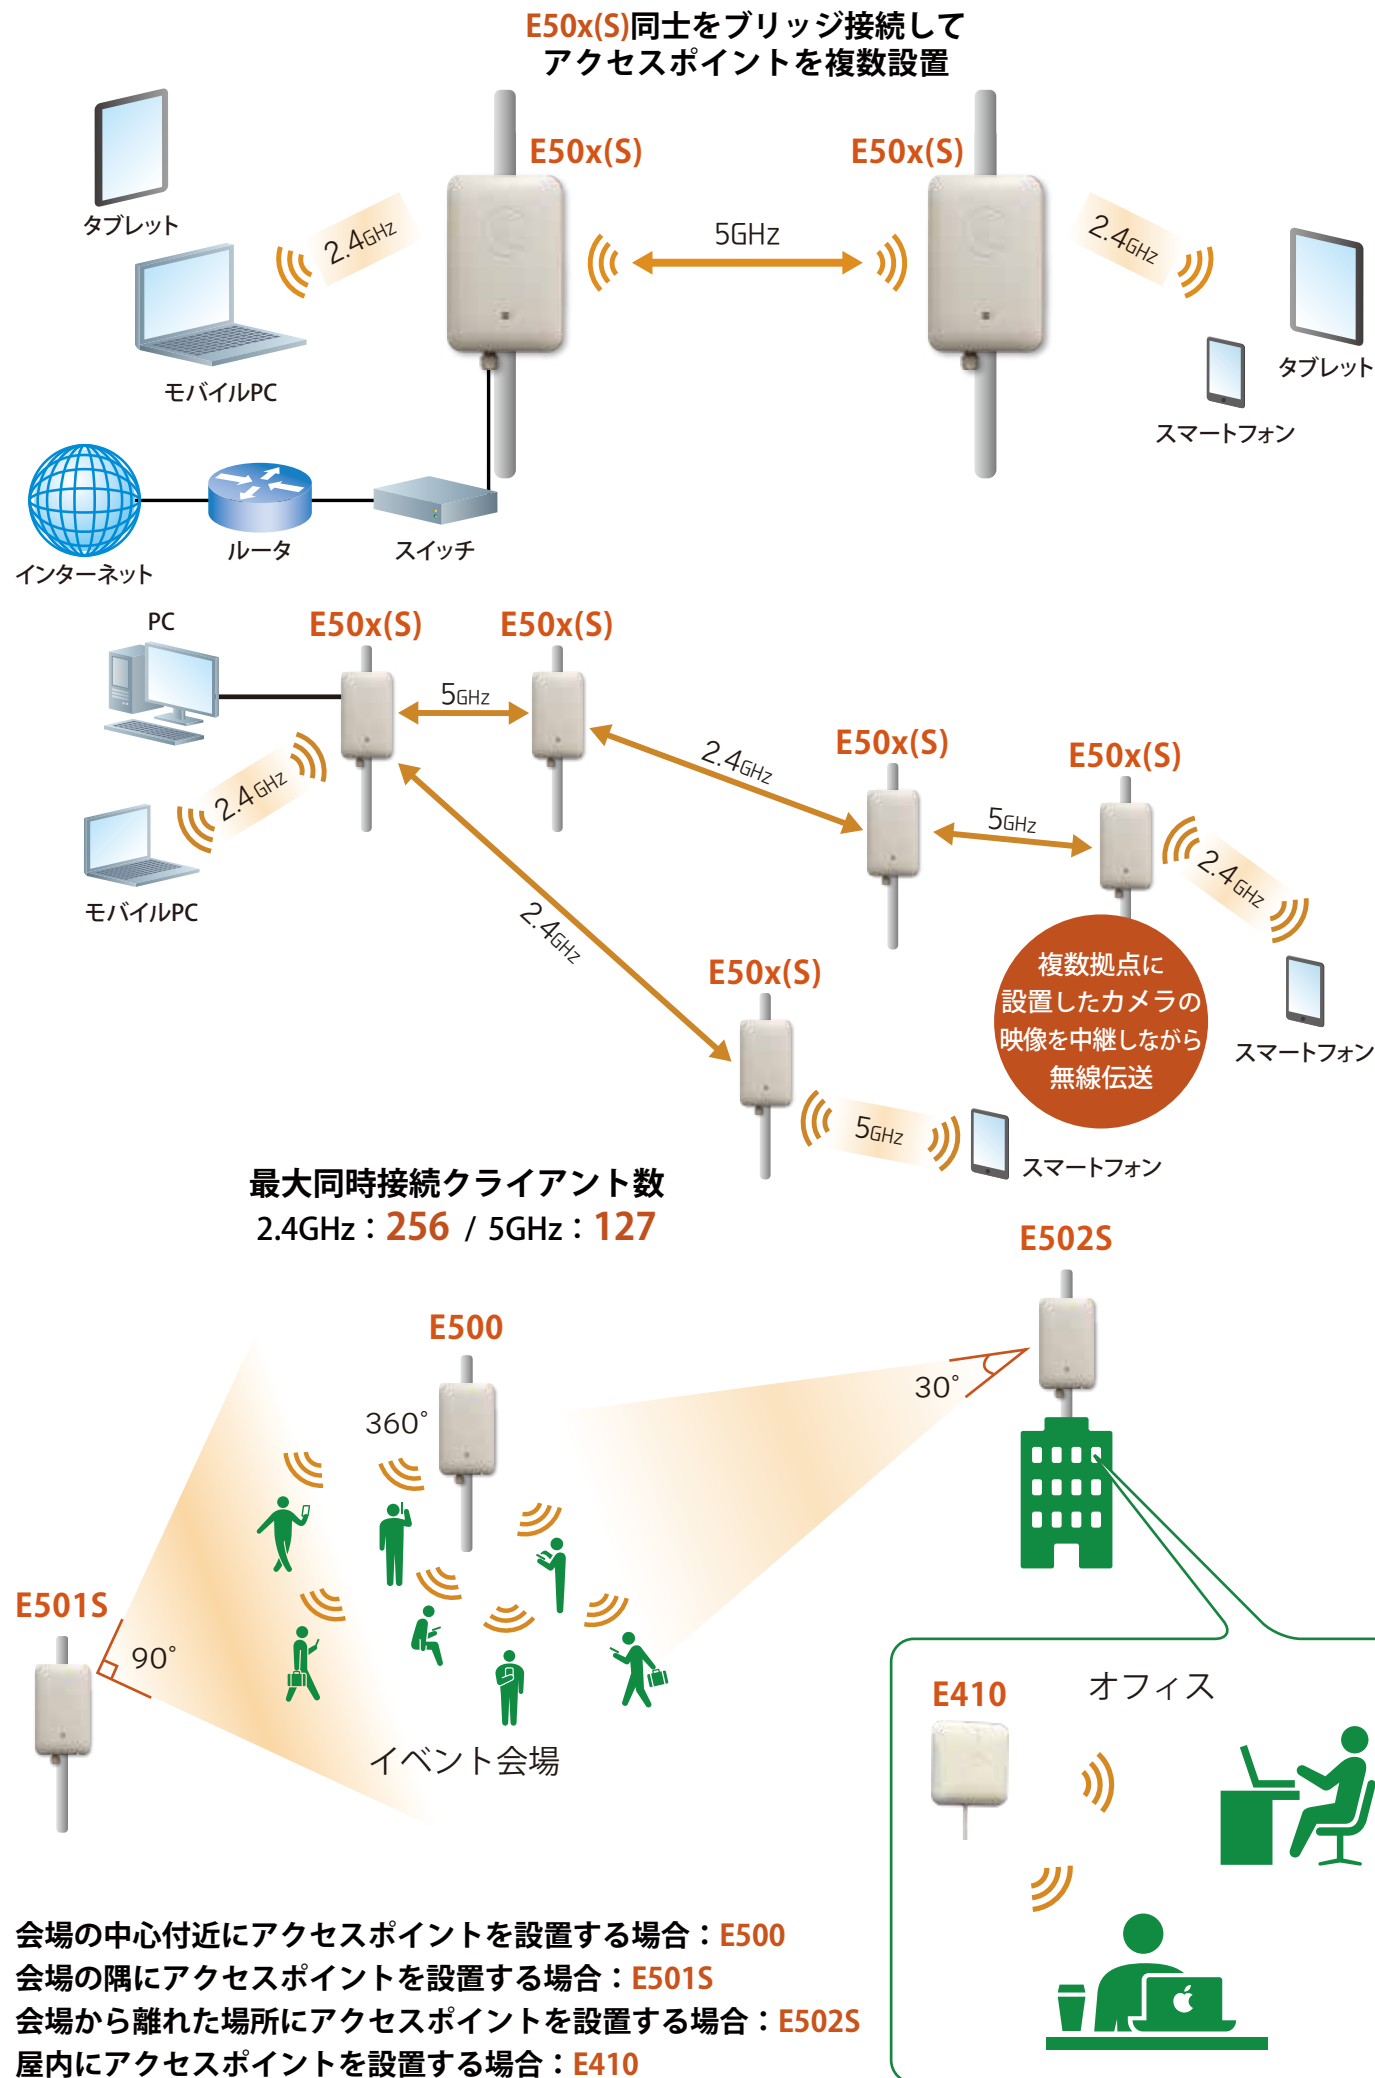 E50x(S)同士をブリッジ接続して
アクセスポイントを複数設置
E50x(S)
E50x(S)
タブレット
2.4GHz
5GHz
2.4GHz
モバイルPC
タブレット
スマートフォン
インターネット
ルータ
スイッチ
PC
E50x(S)
E50x(S)
5GHz
2.4GHz
E50x(S)
E50x(S)
2.4GHz
5GHz
2.4GHz
モバイルPC
2.4GHz
E50x(S)
複数拠点に
設置したカメラの
映像を中継しながら
無線伝送
スマートフォン
5GHz
スマートフォン
最大同時接続クライアント数
2.4GHz：256 / 5GHz：127
E502S
E500
30°
360°
E501S
90°
イベント会場
E410
オフィス
会場の中心付近にアクセスポイントを設置する場合：E500
会場の隅にアクセスポイントを設置する場合：E501S
会場から離れた場所にアクセスポイントを設置する場合：E502S
屋内にアクセスポイントを設置する場合：E410